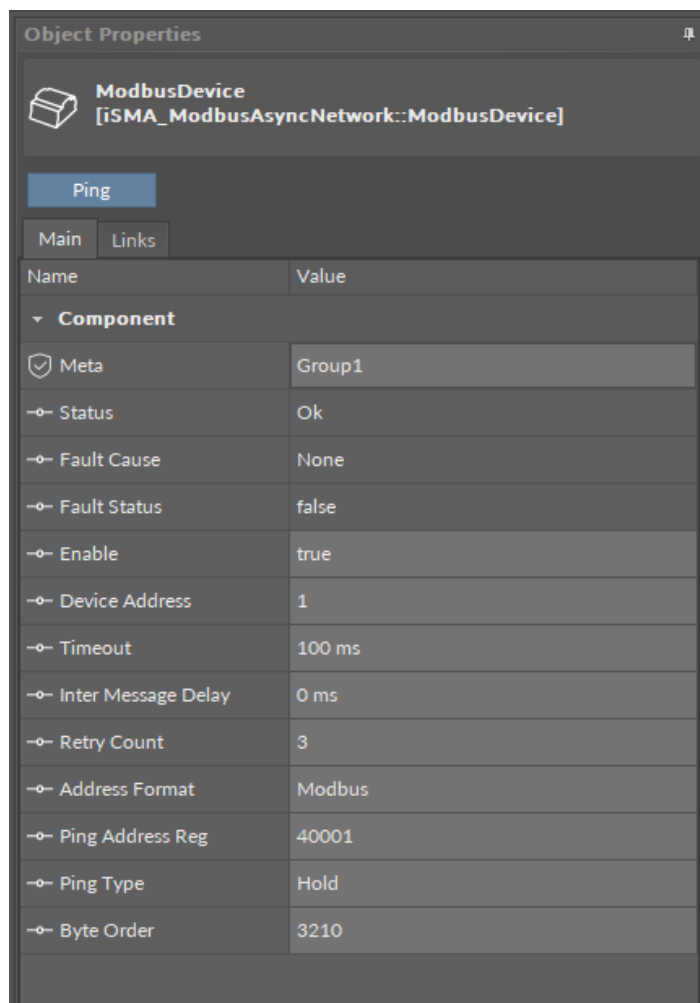 Object Properties
ModbusDevice
[iSMA_ModbusAsyncNetwork::ModbusDevice]
Ping
Main Links
Name Value
Component
Meta Group1
Status Ok
Fault Cause None
Fault Status false
Enable true
Device Address 1
Timeout 100 ms
Inter Message Delay 0 ms
Retry Count 3
Address Format Modbus
Ping Address Reg 40001
Ping Type Hold
Byte Order 3210